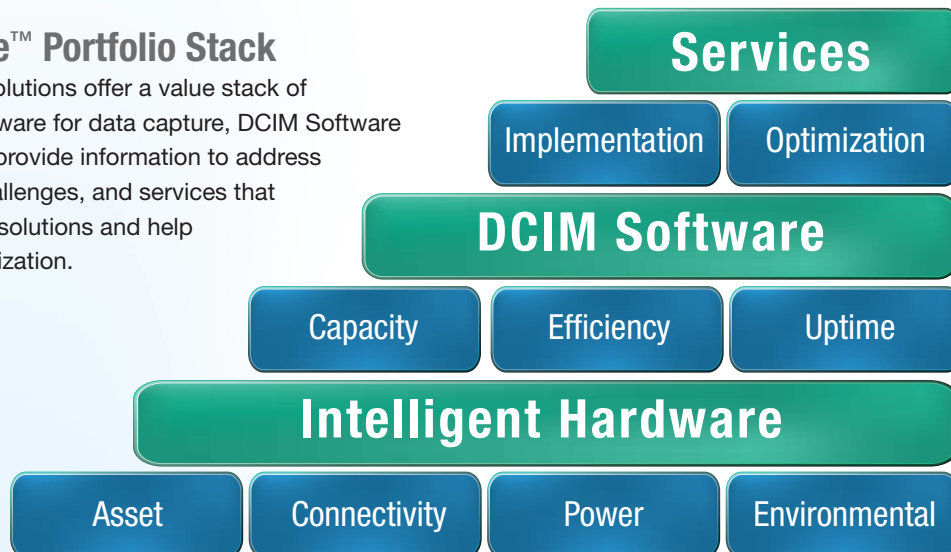 e™ Portfolio Stack
olutions offer a value stack of
ware for data capture, DCIM Software
provide information to address
allenges, and services that
solutions and help
ization.
Services
Implementation Optimization
DCIM Software
Capacity Efficiency Uptime
Intelligent Hardware
Asset Connectivity Power Environmental